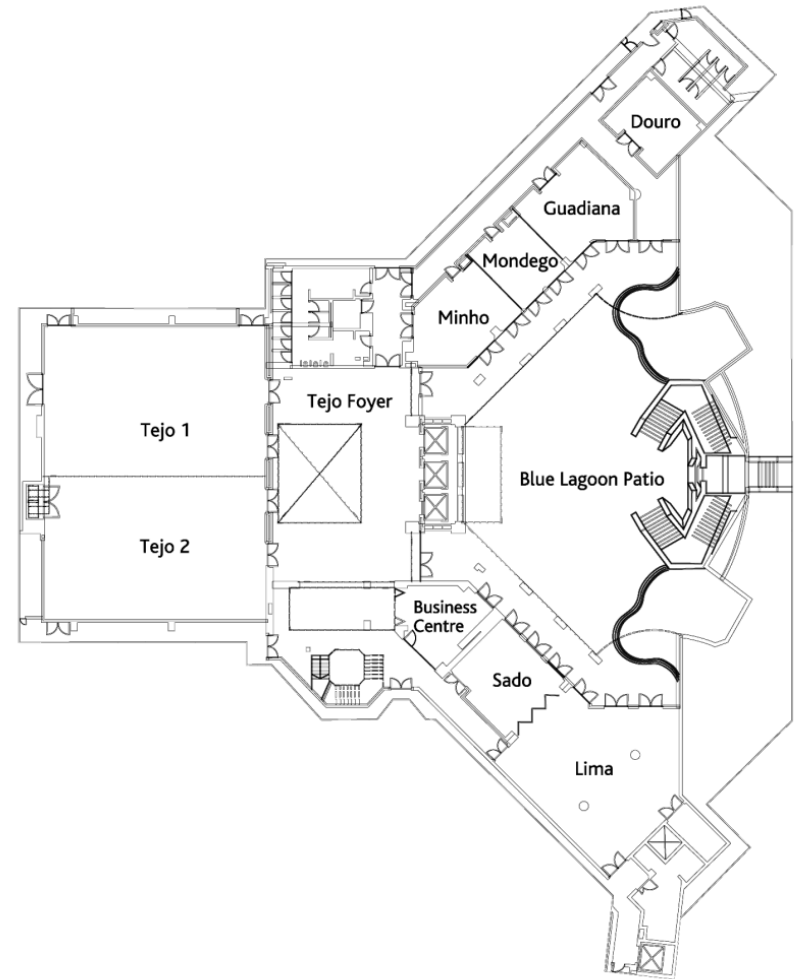 Douro
Guadiana
Mondego
Minho
Tejo Foyer
Tejo 1
Blue Lagoon Patio
Tejo 2
Business
Centre
Sado
Lima